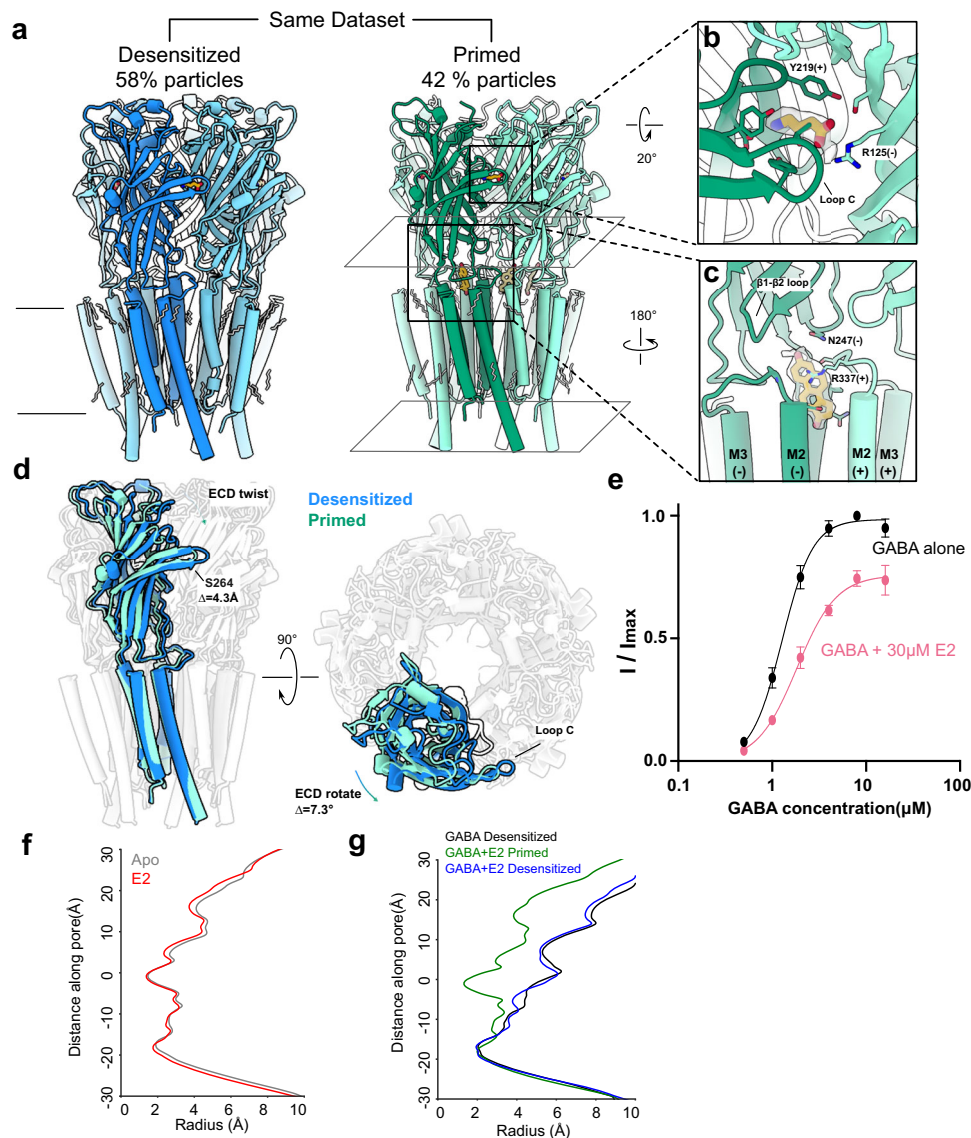 a
Same Dataset
Desensitized
58% particles
Primed
42 % particles
20°
180°
b
Y219(+)
R125(-)
Loop C
c
β1-β2 loop
N247(-)
R337(+)
M3
(-)
M2
(-)
M2
(+)
M3
(+)
d
ECD twist
Desensitized
Primed
S264
Δ=4.3Å
90°
Loop C
ECD rotate
Δ=7.3°
e
I / Imax
1.0
0.5
0.0
GABA alone
GABA + 30µM E2
0.1
1
10
100
GABA concentration(µM)
f
Apo
E2
Distance along pore(Å)
30
20
10
0
-10
-20
-30
0
2
4
6
8
10
Radius (Å)
g
GABA Desensitized
GABA+E2 Primed
GABA+E2 Desensitized
Distance along pore(Å)
30
20
10
0
-10
-20
-30
0
2
4
6
8
10
Radius (Å)